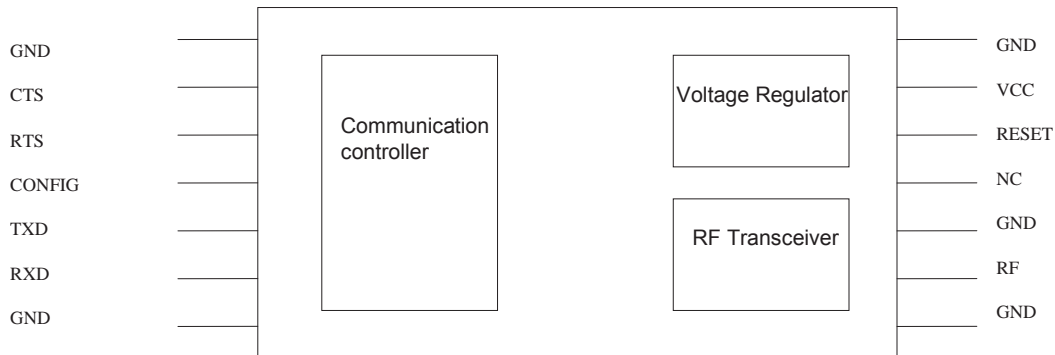 GND
CTS
RTS
CONFIG
TXD
RXD
GND
Communication
controller
Voltage Regulator
RF Transceiver
GND
VCC
RESET
NC
GND
RF
GND